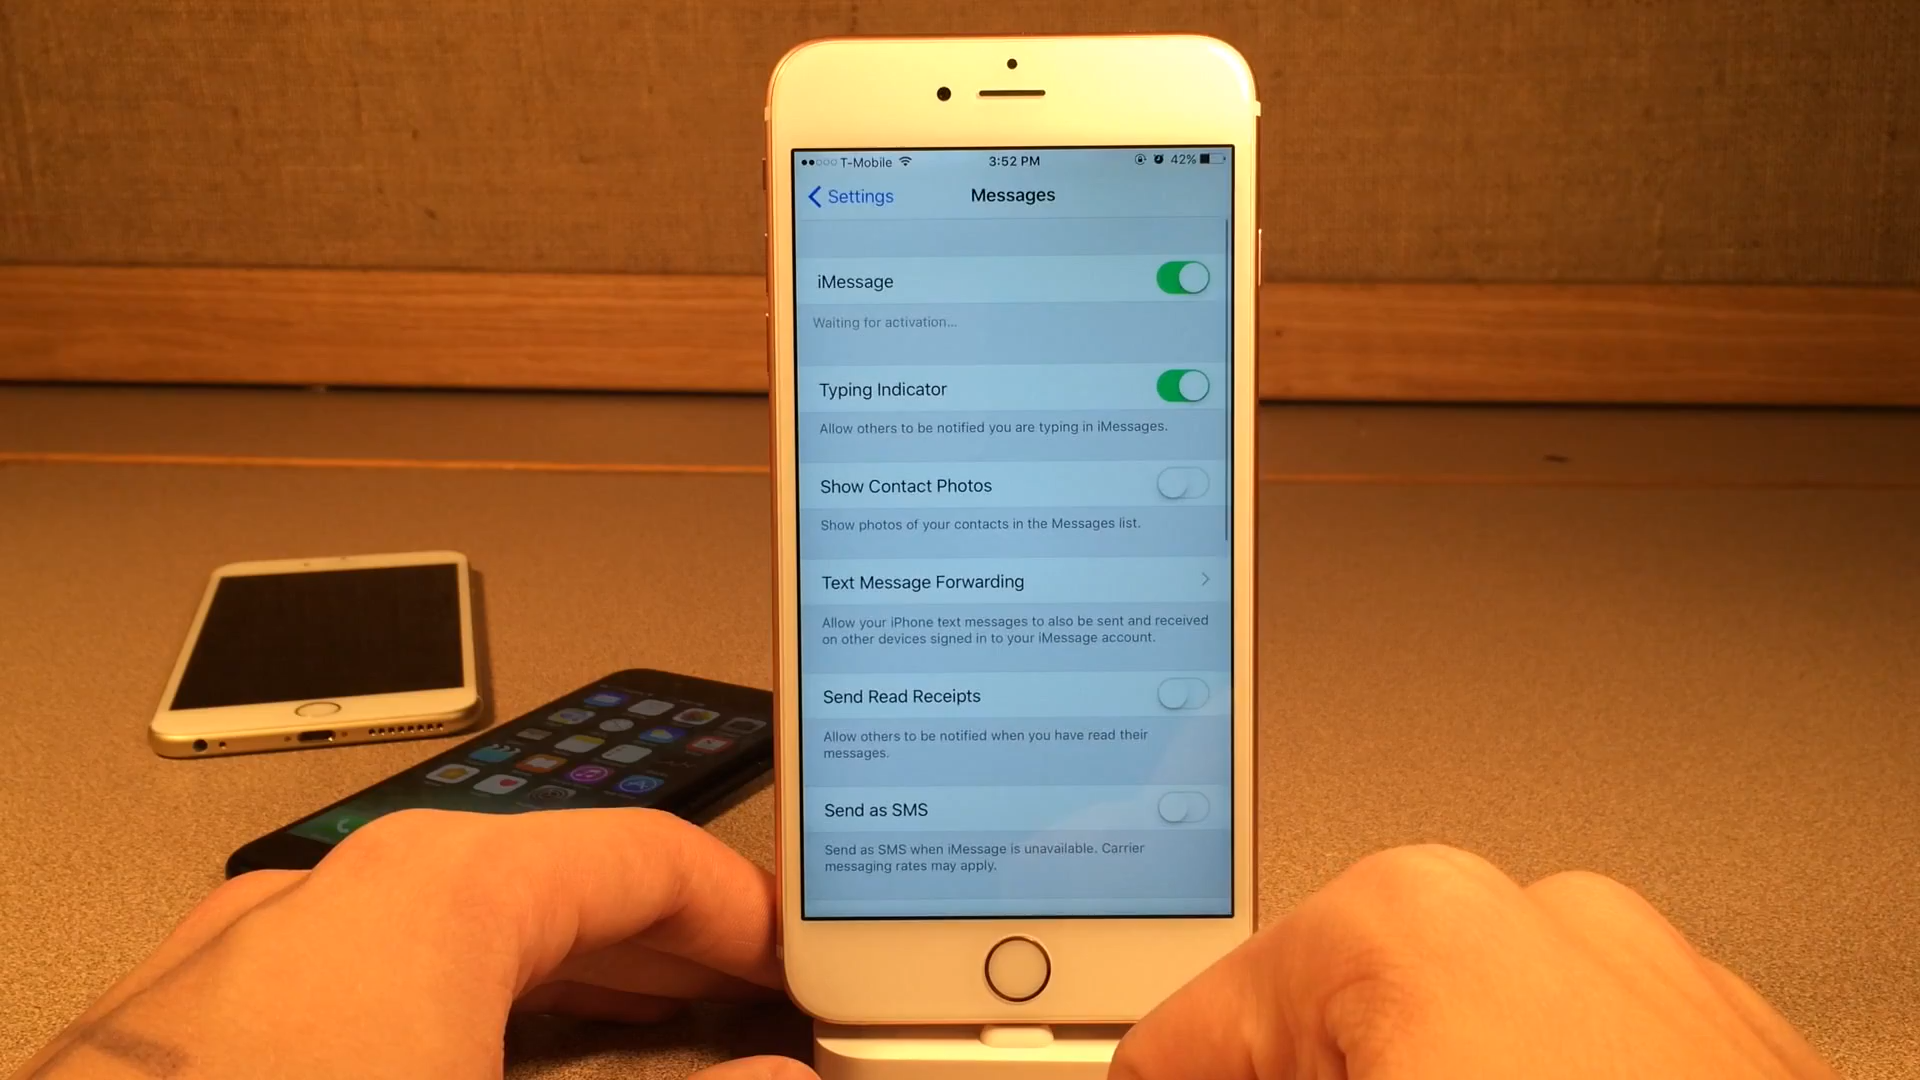 T-Mobile 3:52 PM 42%
Settings Messages
iMessage
Waiting for activation...
Typing Indicator
Allow others to be notified you are typing in iMessages.
Show Contact Photos
Show photos of your contacts in the Messages list.
Text Message Forwarding
Allow your iPhone text messages to also be sent and received
on other devices signed in to your iMessage account.
Send Read Receipts
Allow others to be notified when you have read their
messages.
Send as SMS
Send as SMS when iMessage is unavailable. Carrier
messaging rates may apply.